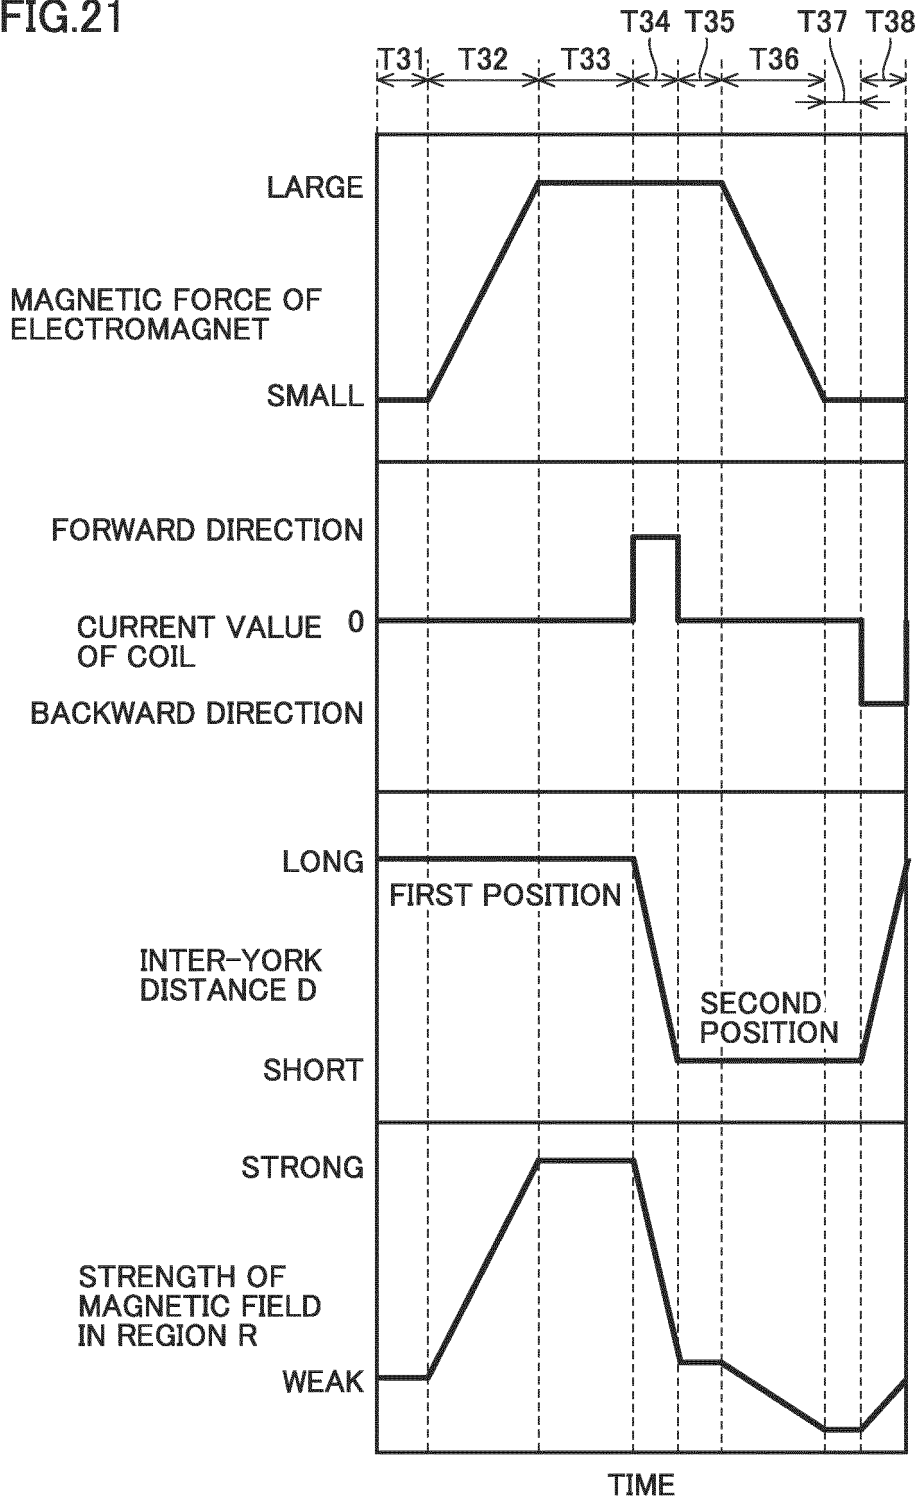 FIG.21
T34 T35 T37 T38
T31 T32 T33 T36
LARGE
MAGNETIC FORCE OF
ELECTROMAGNET
SMALL
FORWARD DIRECTION
0
CURRENT VALUE
OF COIL
BACKWARD DIRECTION
LONG
FIRST POSITION
INTER-YORK
DISTANCE D
SECOND
POSITION
SHORT
STRONG
STRENGTH OF
MAGNETIC FIELD
IN REGION R
WEAK
TIME